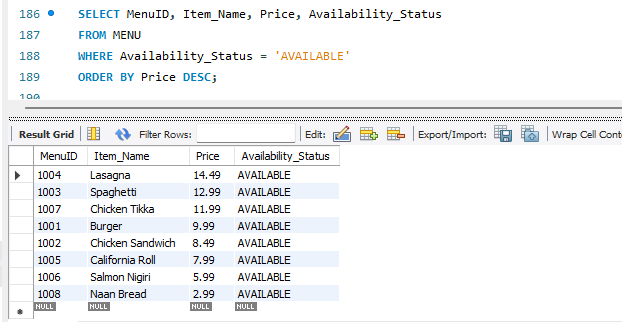 186 SELECT MenuID, Item_Name, Price, Availability_Status
187 FROM MENU
188 WHERE Availability_Status = 'AVAILABLE'
189 ORDER BY Price DESC;
190
Result Grid Filter Rows: Edit: Export/Import: Wrap Cell
MenuID Item_Name Price Availability_Status
1004 Lasagna 14.49 AVAILABLE
1003 Spaghetti 12.99 AVAILABLE
1007 Chicken Tikka 11.99 AVAILABLE
1001 Burger 9.99 AVAILABLE
1002 Chicken Sandwich 8.49 AVAILABLE
1005 California Roll 7.99 AVAILABLE
1006 Salmon Nigiri 5.99 AVAILABLE
1008 Naan Bread 2.99 AVAILABLE
NULL NULL NULL NULL